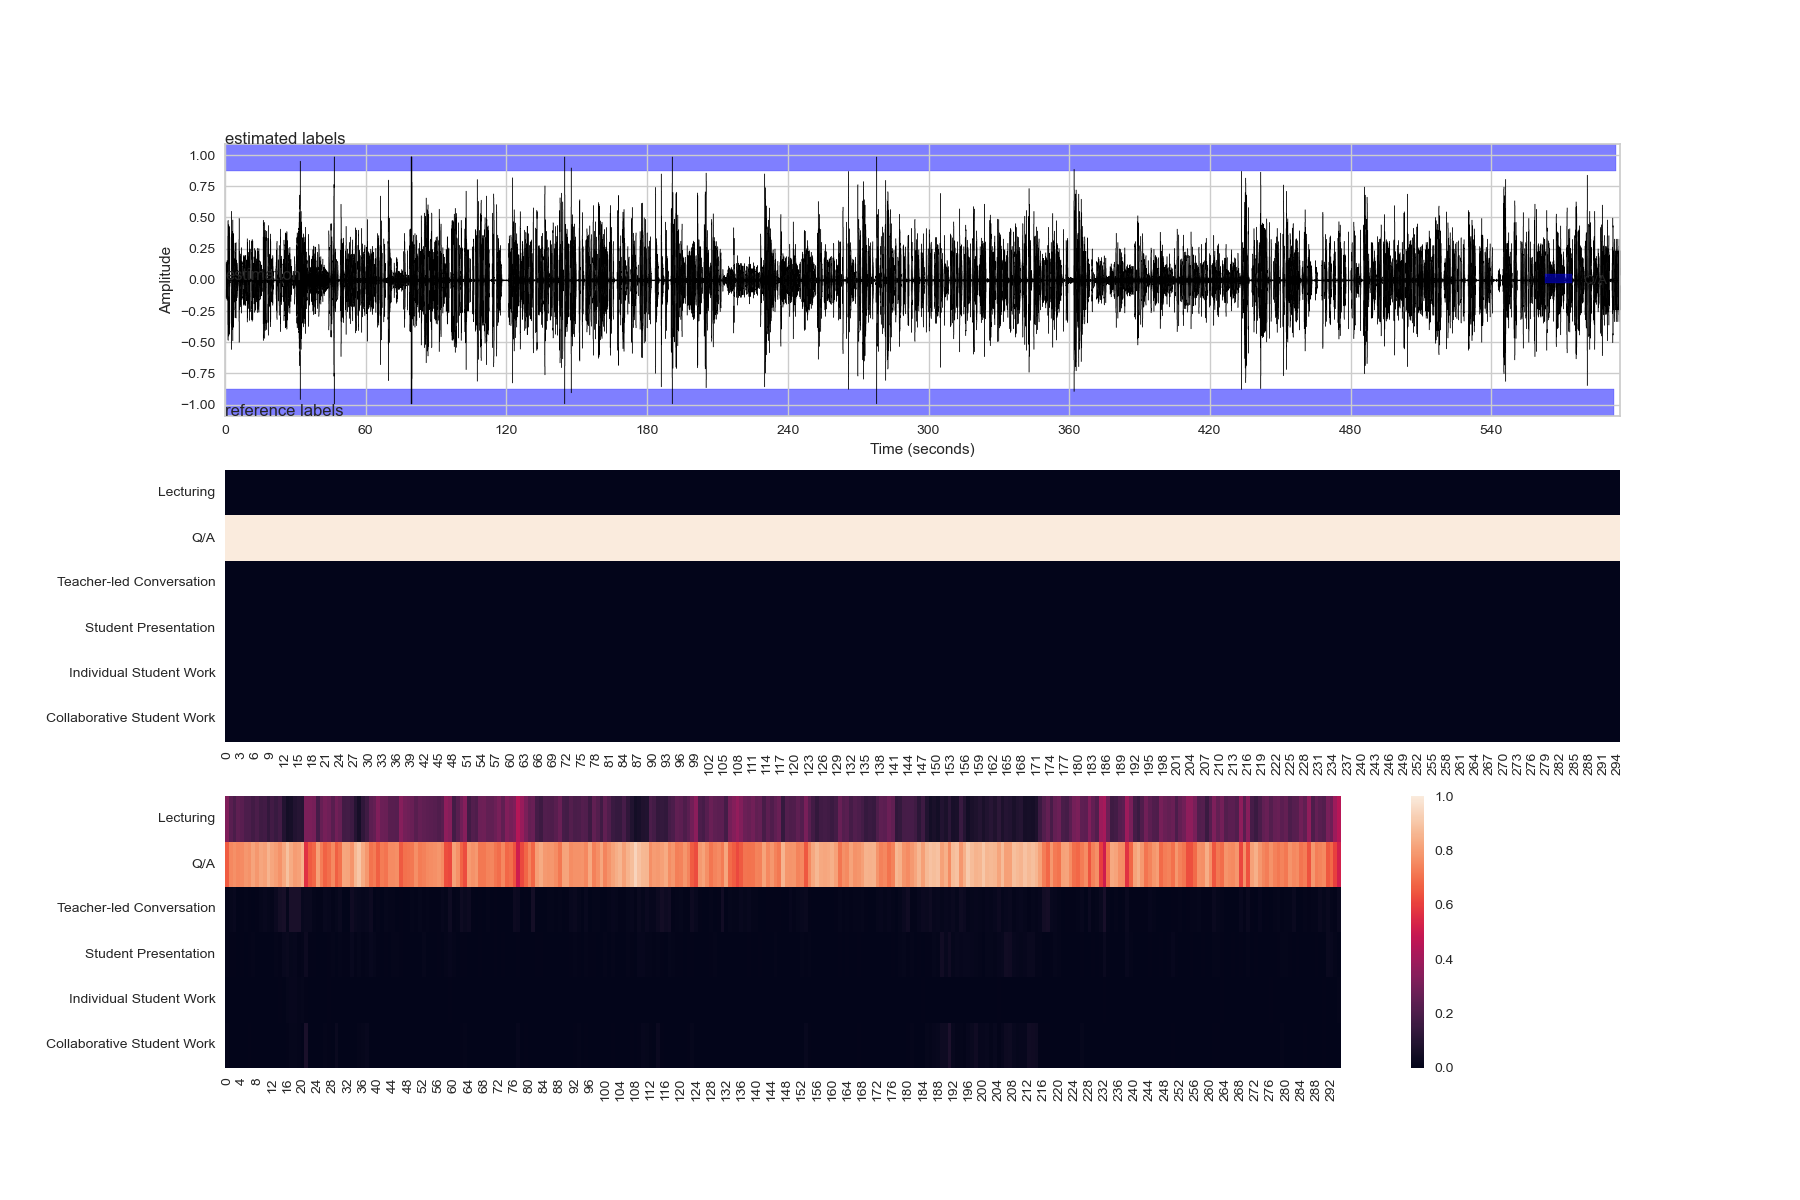 estimated labels
1.00
0.75
0.50
0.25
0.00
−0.25
−0.50
−0.75
−1.00
Amplitude
estimation
Q/A
reference labels
0 60 120 180 240 300 360 420 480 540
Time (seconds)
Lecturing
Q/A
Teacher-led Conversation
Student Presentation
Individual Student Work
Collaborative Student Work
0 3 6 9 12 15 18 21 24 27 30 33 36 39 42 45 48 51 54 57 60 63 66 69 72 75 78 81 84 87 90 93 96 99 102 105 108 111 114 117 120 123 126 129 132 135 138 141 144 147 150 153 156 159 162 165 168 171 174 177 180 183 186 189 192 195 198 201 204 207 210 213 216 219 222 225 228 231 234 237 240 243 246 249 252 255 258 261 264 267 270 273 276 279 282 285 288 291 294
Lecturing
Q/A
Teacher-led Conversation
Student Presentation
Individual Student Work
Collaborative Student Work
0 4 8 12 16 20 24 28 32 36 40 44 48 52 56 60 64 68 72 76 80 84 88 92 96 100 104 108 112 116 120 124 128 132 136 140 144 148 152 156 160 164 168 172 176 180 184 188 192 196 200 204 208 212 216 220 224 228 232 236 240 244 248 252 256 260 264 268 272 276 280 284 288 292
1.0
0.8
0.6
0.4
0.2
0.0